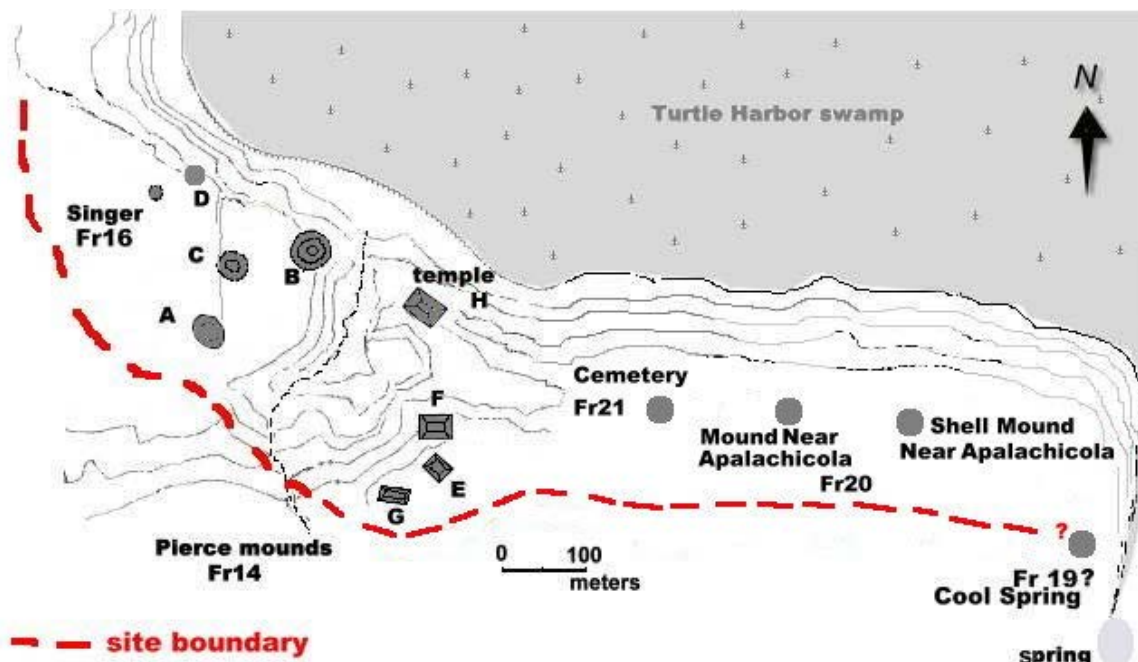 N
Turtle Harbor swamp
D
Singer
Fr16
C
B
temple
H
A
Cemetery
Fr21
F
Mound Near
Apalachicola
Fr20
Shell Mound
Near Apalachicola
E
G
?
Pierce mounds
Fr14
0 100
meters
Fr 19?
Cool Spring
site boundary
spring